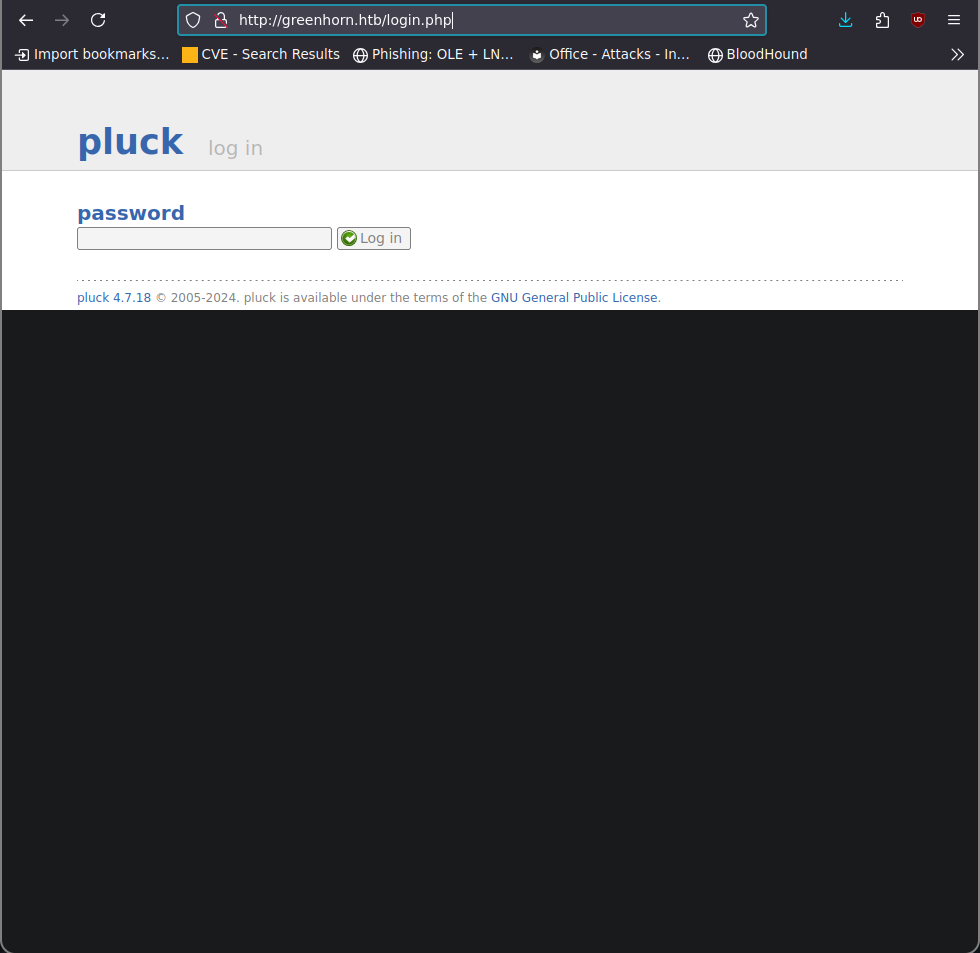 http://greenhorn.htb/login.php
Import bookmarks... CVE - Search Results Phishing: OLE + LN... Office - Attacks - In... BloodHound
pluck log in
password
Log in
pluck 4.7.18 © 2005-2024. pluck is available under the terms of the GNU General Public License.